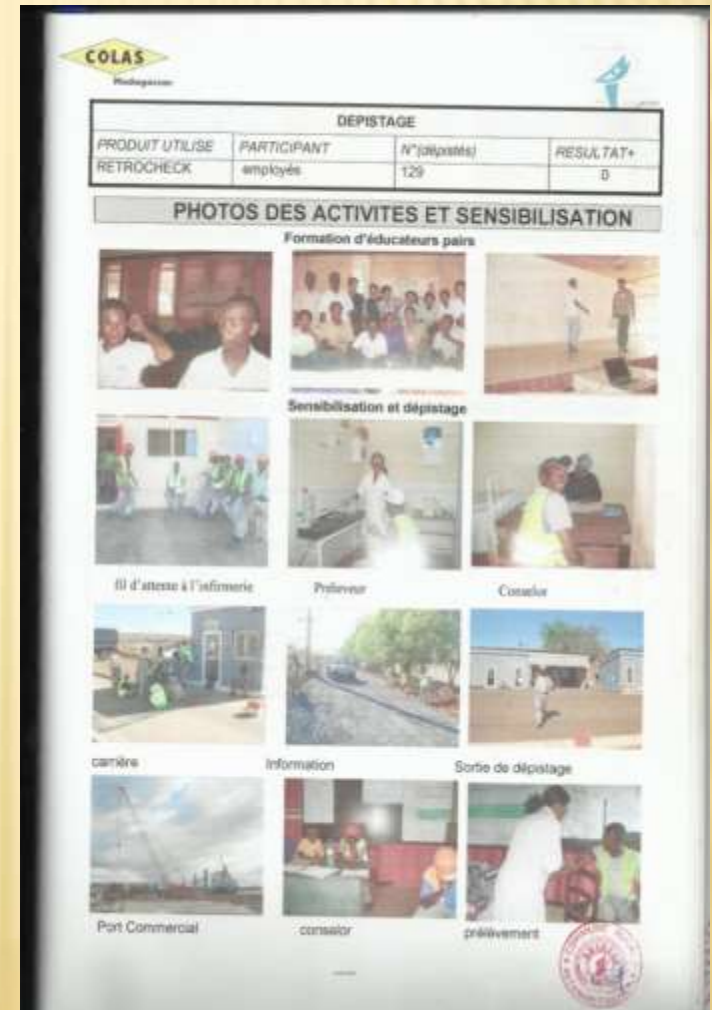 COLAS
Madagascar
DEPISTAGE
PRODUIT UTILISE PARTICIPANT N°(dépistés) RESULTAT+
RETROCHECK employés 129 0
PHOTOS DES ACTIVITES ET SENSIBILISATION
Formation d'éducateurs pairs
Sensibilisation et dépistage
fil d'attente à l'infirmerie Préleveur Conselor
carrière Information Sortie de dépistage
Port Commercial conselor prélèvement